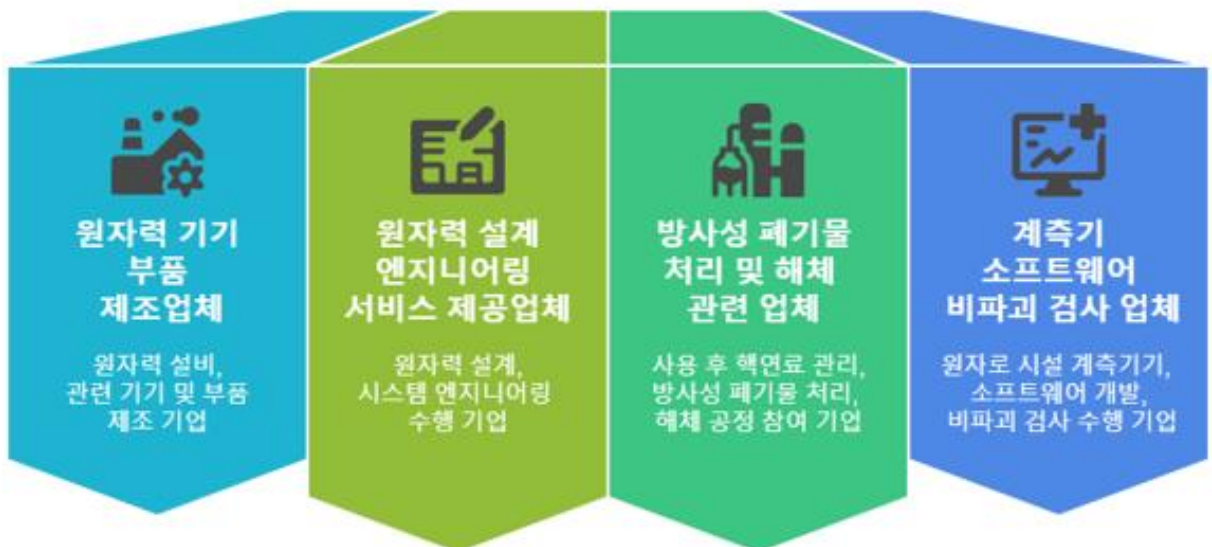 원자력 기기
부품
제조업체
원자력 설비,
관련 기기 및 부품
제조 기업
원자력 설계
엔지니어링
서비스 제공업체
원자력 설계,
시스템 엔지니어링
수행 기업
방사성 폐기물
처리 및 해체
관련 업체
사용 후 핵연료 관리,
방사성 폐기물 처리,
해체 공정 참여 기업
계측기
소프트웨어
비파괴 검사 업체
원자로 시설 계측기기,
소프트웨어 개발,
비파괴 검사 수행 기업